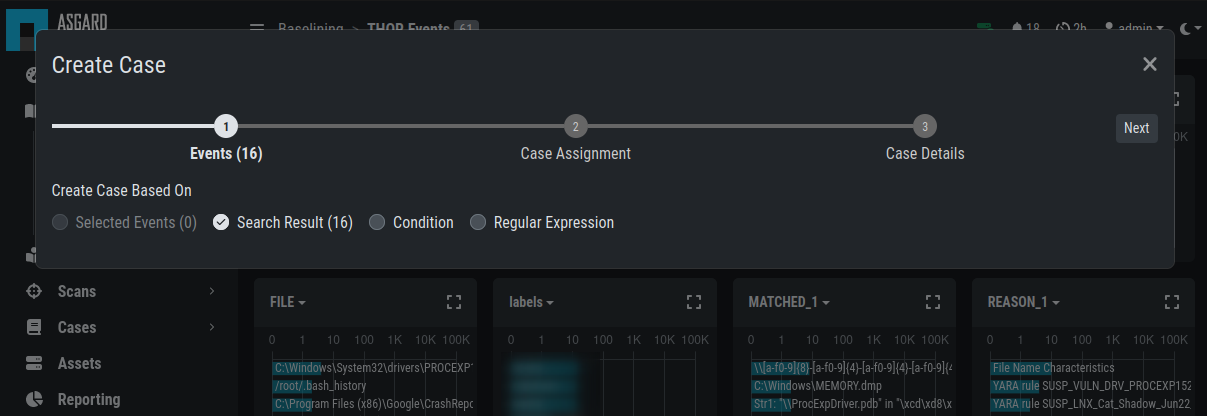 ASGARD
Baselining > THOR Events 61
18 2h admin
Create Case
1 2 3 Next
Events (16) Case Assignment Case Details
Create Case Based On
Selected Events (0) Search Result (16) Condition Regular Expression
Scans
Cases
Assets
Reporting
FILE labels MATCHED_1 REASON_1
0 1 10 100 1K 10K 100K 0 1 10 100 1K 10K 100K 0 1 10 100 1K 10K 100K 0 1 10 100 1K 10K 100K
C:\Windows\System32\drivers\PROCEXP1 \\[a-f0-9]{8}-[a-f0-9]{4}-[a-f0-9]{4}-[a-f0-9]{4 File Name Characteristics
/root/.bash_history C:\Windows\MEMORY.dmp YARA rule SUSP_VULN_DRV_PROCEXP152
C:\Program Files (x86)\Google\CrashRepo Str1: "\\ProcExpDriver.pdb" in "\xcd\xd8\x YARA rule SUSP_LNX_Cat_Shadow_Jun22